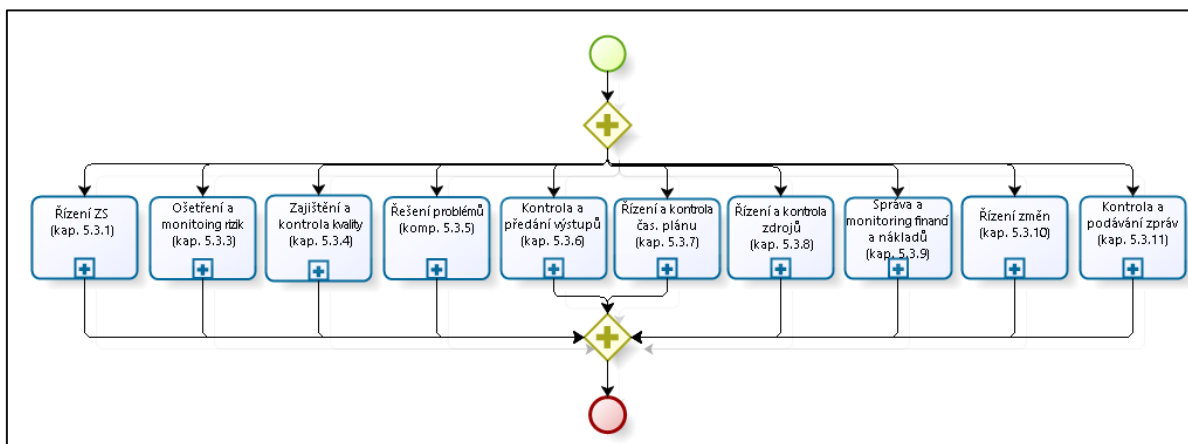 Řízení ZS
(kap. 5.3.1)
Ošetření a
monitoing rizik
(kap. 5.3.3)
Zajištění a
kontrola kvality
(kap. 5.3.4)
Řešení problémů
(komp. 5.3.5)
Kontrola a
předání výstupů
(kap. 5.3.6)
Řízení a kontrola
čas. plánu
(kap. 5.3.7)
Řízení a kontrola
zdrojů
(kap. 5.3.8)
Správa a
monitoring financí
a nákladů
(kap. 5.3.9)
Řízení změn
(kap. 5.3.10)
Kontrola a
podávání zpráv
(kap. 5.3.11)